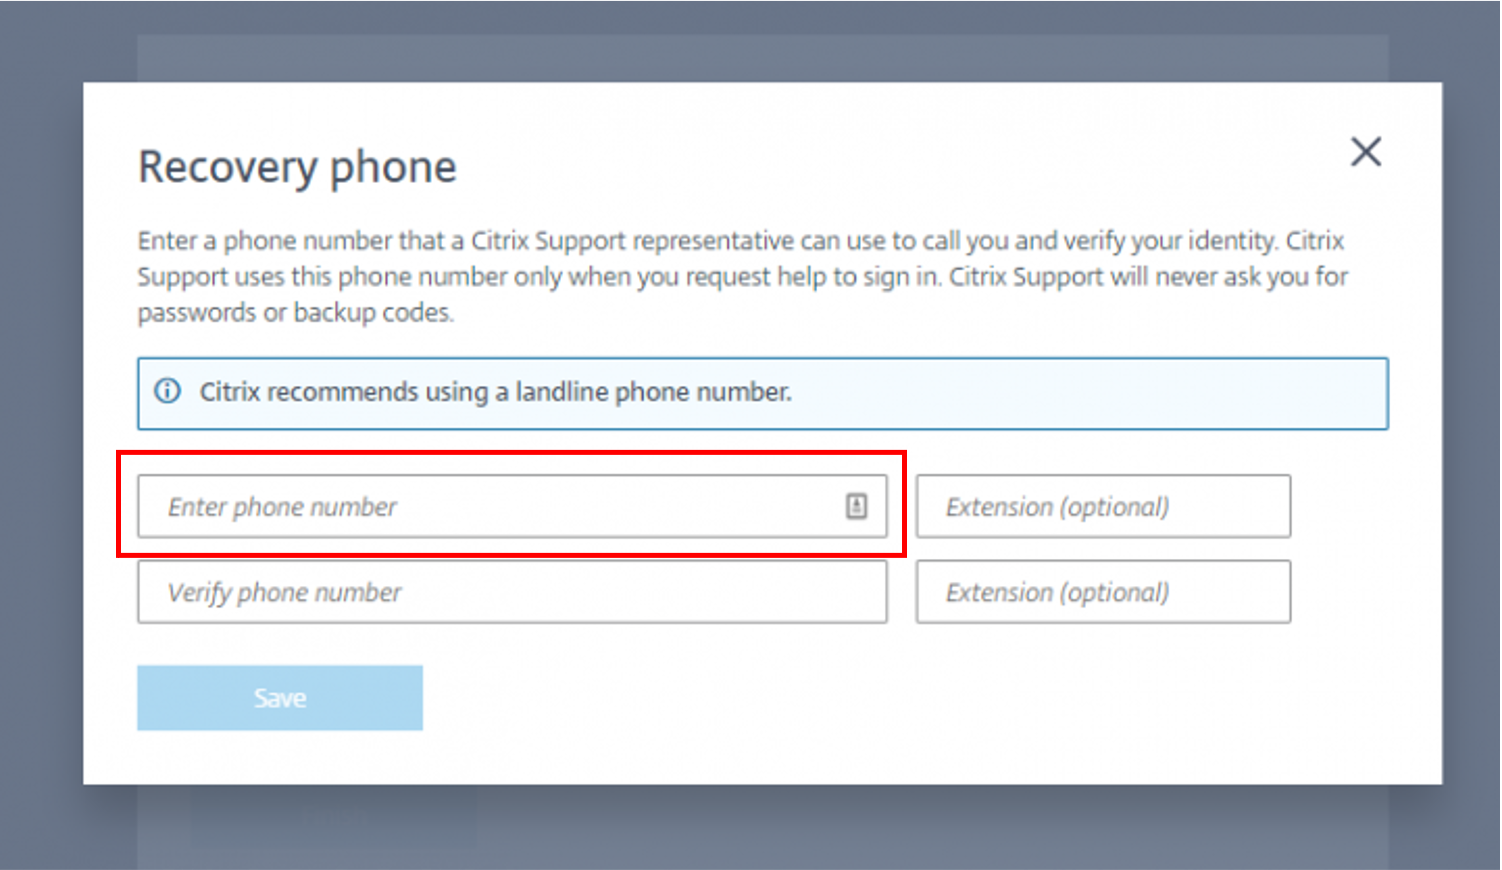 Recovery phone
Enter a phone number that a Citrix Support representative can use to call you and verify your identity. Citrix
Support uses this phone number only when you request help to sign in. Citrix Support will never ask you for
passwords or backup codes.
Citrix recommends using a landline phone number.
Enter phone number
Extension (optional)
Verify phone number
Extension (optional)
Save